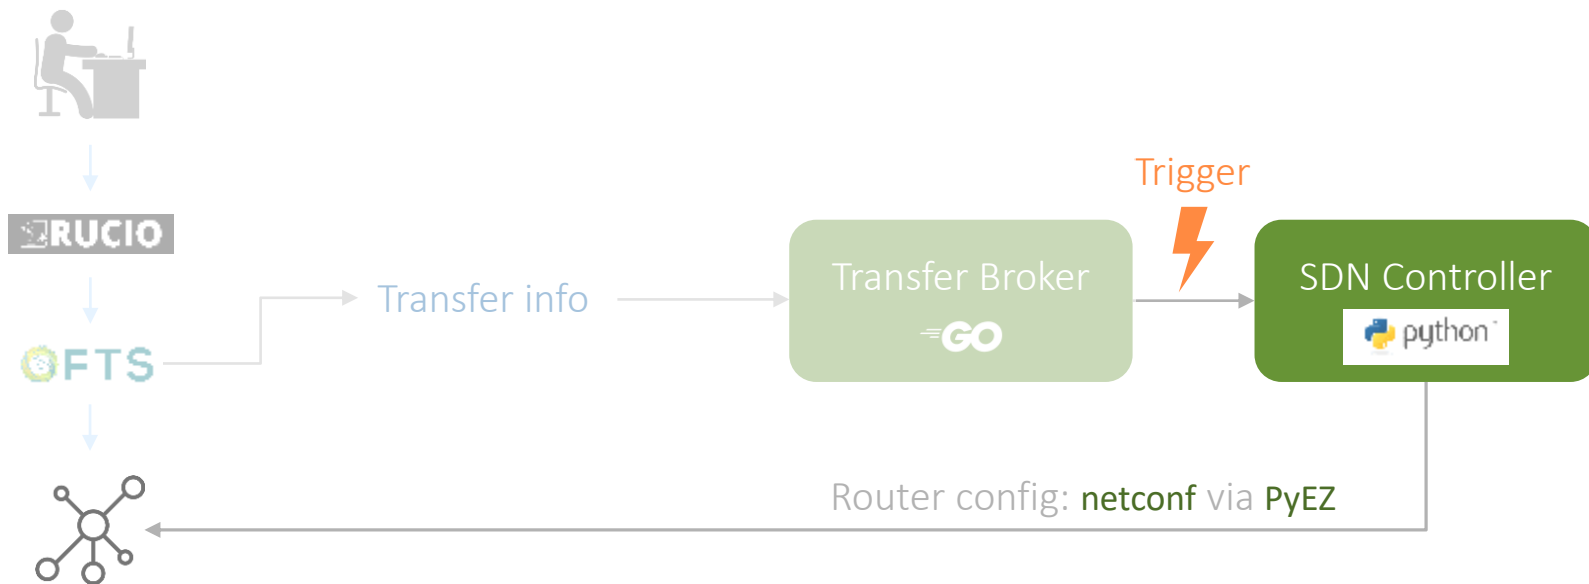 Trigger
RUCIO
Transfer Broker
GO
SDN Controller
python
Transfer info
FTS
Router config: netconf via PyEZ